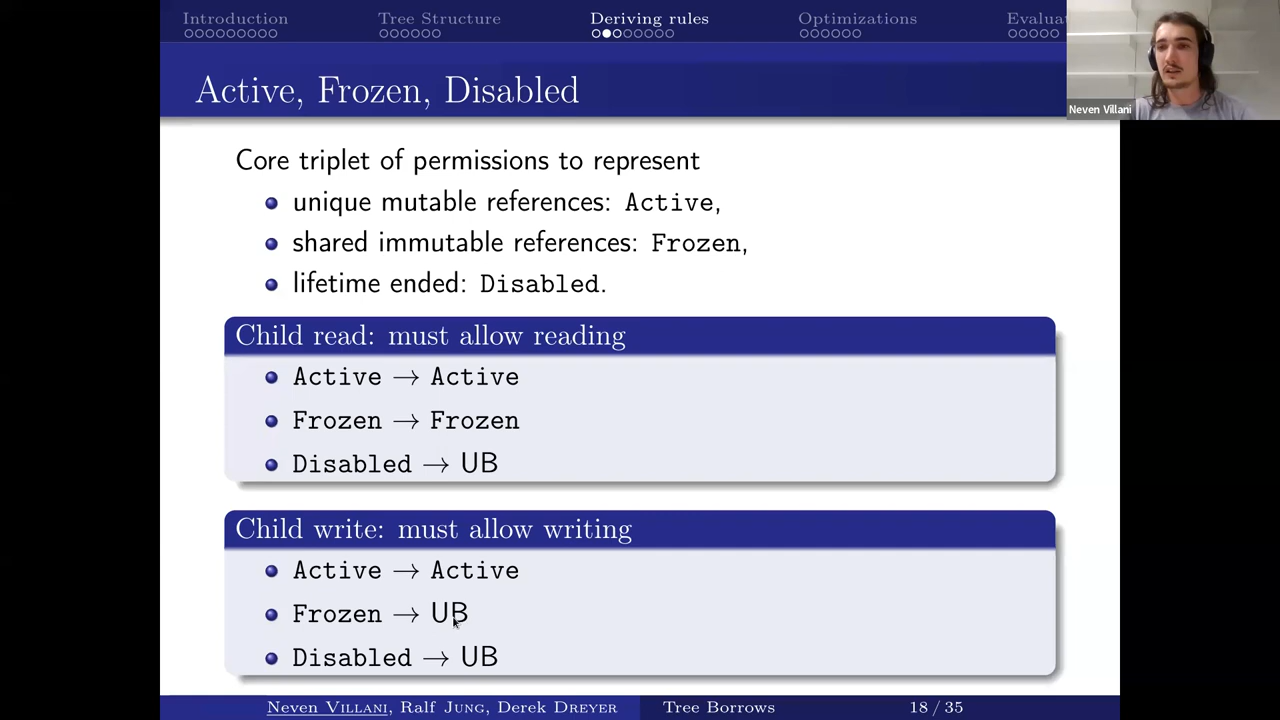 Introduction Tree Structure Deriving rules Optimizations Evalua
Neven Villani
Active, Frozen, Disabled
Core triplet of permissions to represent
unique mutable references: Active,
shared immutable references: Frozen,
lifetime ended: Disabled.
Child read: must allow reading
Active → Active
Frozen → Frozen
Disabled → UB
Child write: must allow writing
Active → Active
Frozen → UB
Disabled → UB
Neven Villani, Ralf Jung, Derek Dreyer Tree Borrows 18 / 35